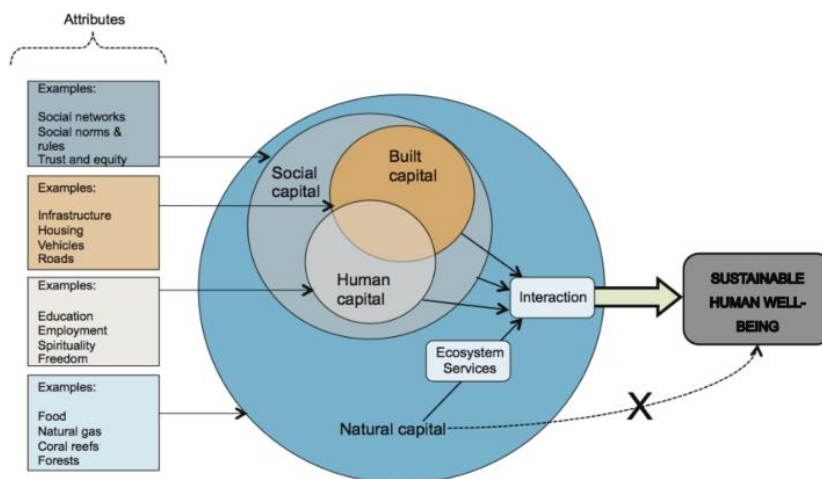 Attributes
Examples:
Social networks
Social norms &
rules
Trust and equity
Examples:
Infrastructure
Housing
Vehicles
Roads
Examples:
Education
Employment
Spirituality
Freedom
Examples:
Food
Natural gas
Coral reefs
Forests
Social
capital
Built
capital
Human
capital
Interaction
Ecosystem
Services
Natural capital
X
SUSTAINABLE
HUMAN WELL-
BEING